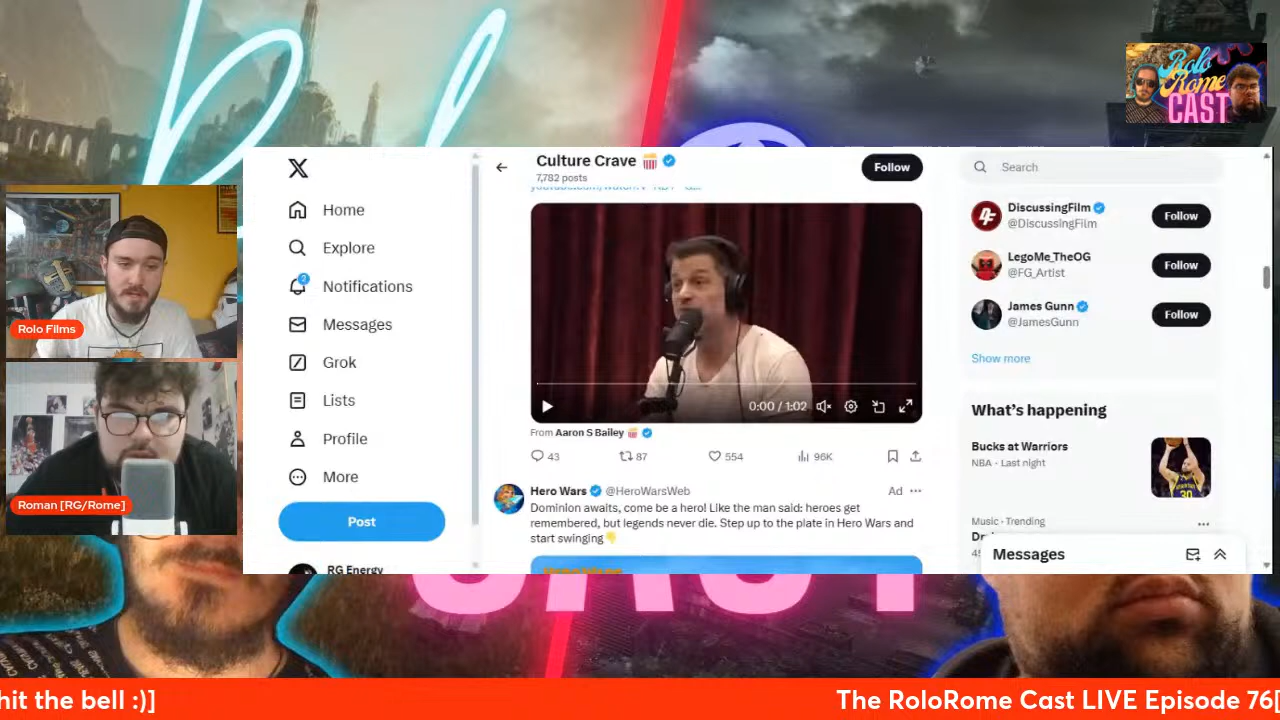 Rolo
Rome
CAST
X
Home
Explore
Notifications
Messages
Grok
Lists
Profile
More
Post
RG Energy
Culture Crave
7,782 posts
Follow
0:00 / 1:02
From Aaron S Bailey
43
87
554
96K
Hero Wars @HeroWarsWeb
Ad
Dominion awaits, come be a hero! Like the man said: heroes get
remembered, but legends never die. Step up to the plate in Hero Wars and
start swinging
Search
DiscussingFilm
@DiscussingFilm
Follow
LegoMe_TheOG
@FG_Artist
Follow
James Gunn
@JamesGunn
Follow
Show more
What's happening
Bucks at Warriors
NBA · Last night
30
Music · Trending
Messages
Rolo Films
Roman [RG/Rome]
CAST
hit the bell :)]
The RoloRome Cast LIVE Episode 76[